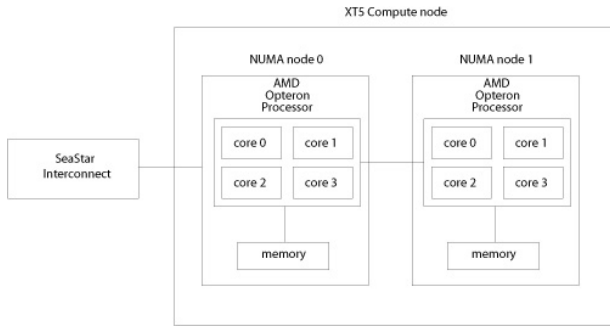 XT5 Compute node
NUMA node 0
NUMA node 1
AMD
Opteron
Processor
AMD
Opteron
Processor
SeaStar
Interconnect
core 0
core 1
core 2
core 3
core 0
core 1
core 2
core 3
memory
memory